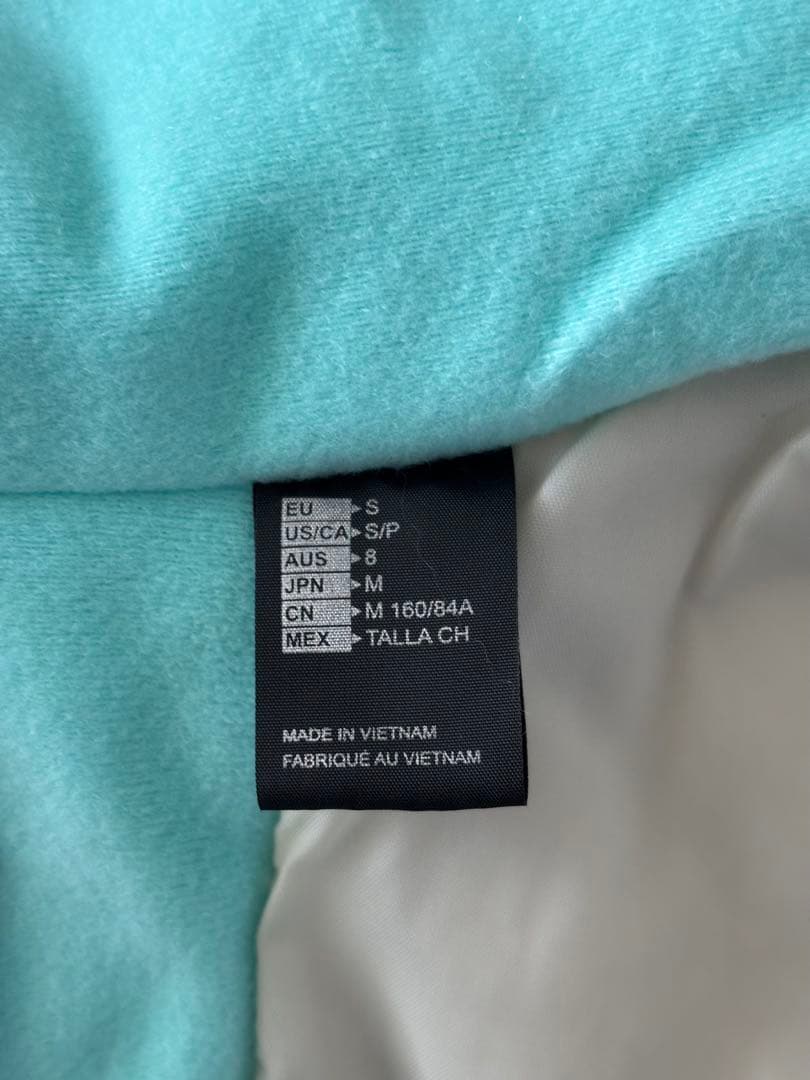 EU S
US/CA S/P
AUS 8
JPN M
CN M 160/84A
MEX TALLA CH
MADE IN VIETNAM
FABRIQUÉ AU VIETNAM